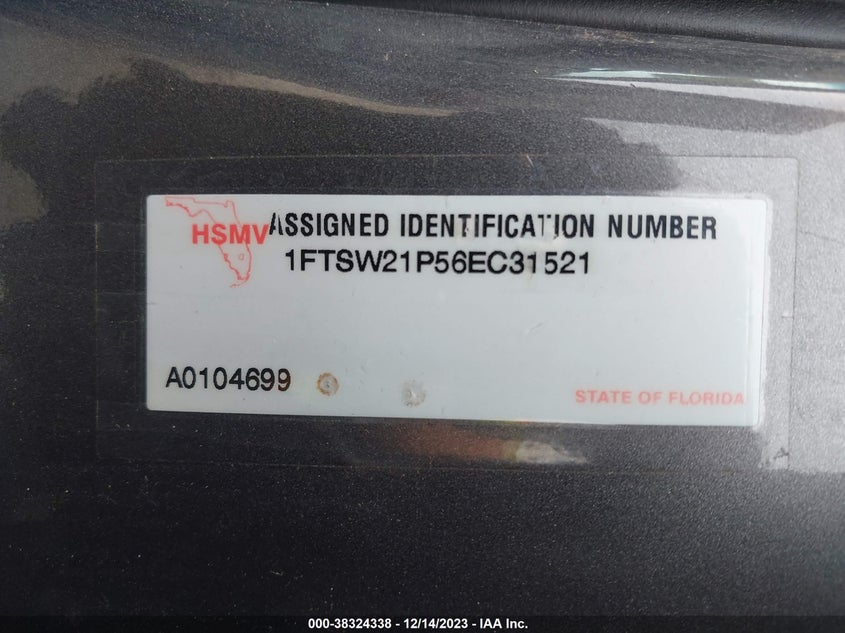 HSMV ASSIGNED IDENTIFICATION NUMBER
1FTSW21P56EC31521
A0104699
STATE OF FLORIDA
000-38324338 - 12/14/2023 - IAA Inc.